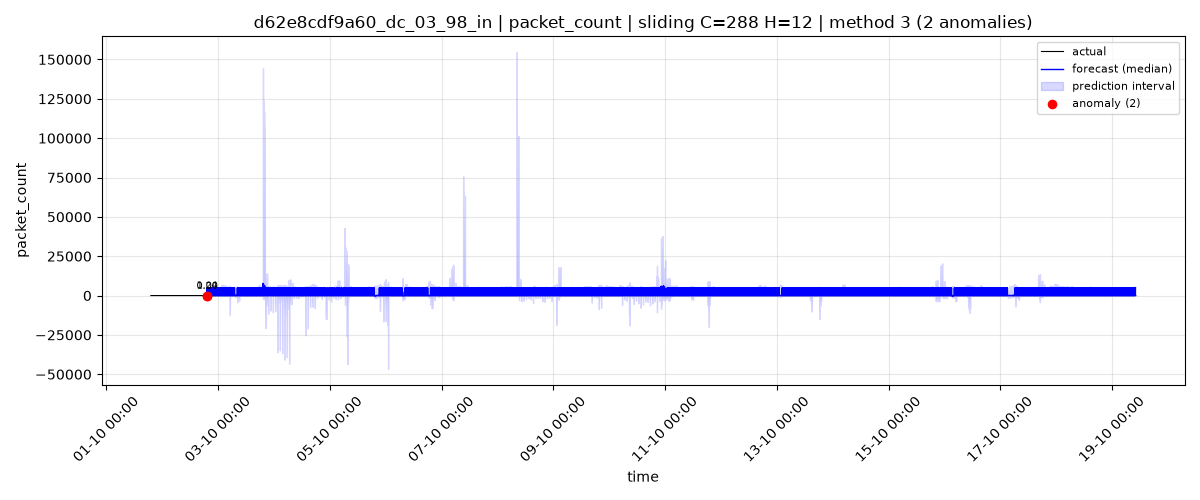 d62e8cdf9a60_dc_03_98_in | packet_count | sliding C=288 H=12 | method 3 (2 anomalies)
actual
forecast (median)
prediction interval
anomaly (2)
packet_count
150000
125000
100000
75000
50000
25000
0
−25000
−50000
01-10 00:00
03-10 00:00
05-10 00:00
07-10 00:00
09-10 00:00
11-10 00:00
13-10 00:00
15-10 00:00
17-10 00:00
19-10 00:00
time